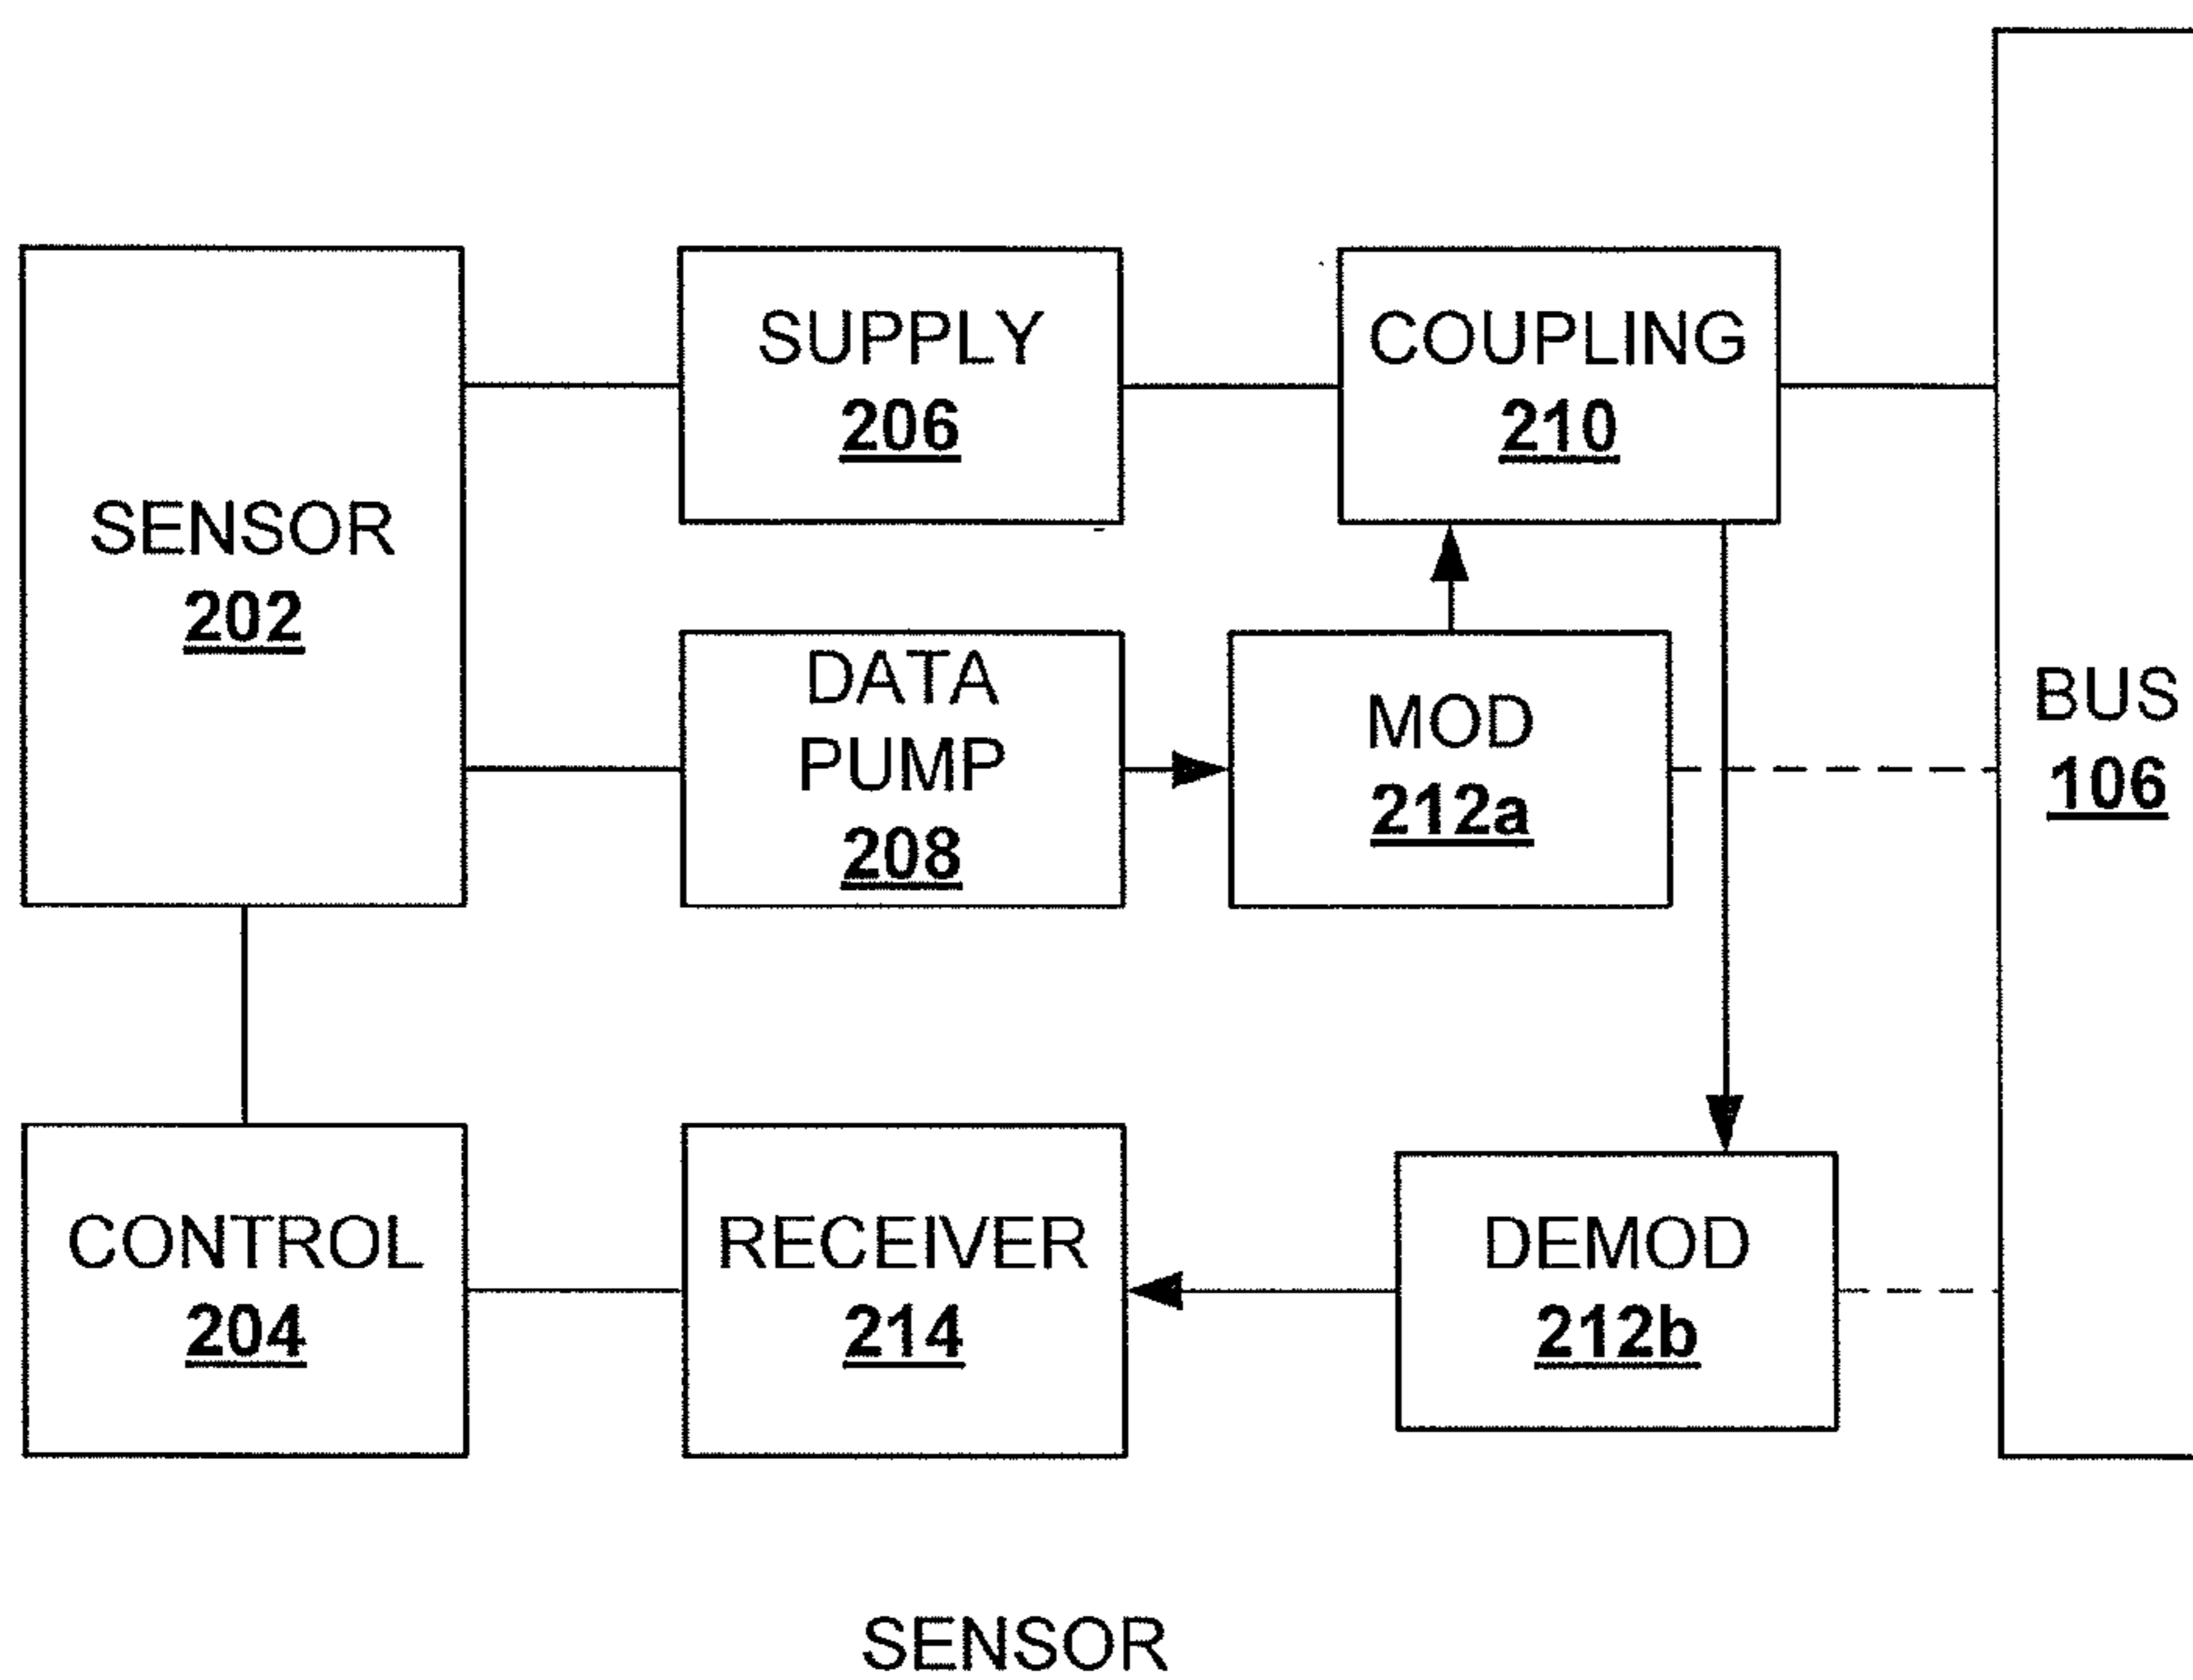 SENSOR
202
SUPPLY
206
COUPLING
210
DATA
PUMP
208
MOD
212a
BUS
106
CONTROL
204
RECEIVER
214
DEMOD
212b
SENSOR